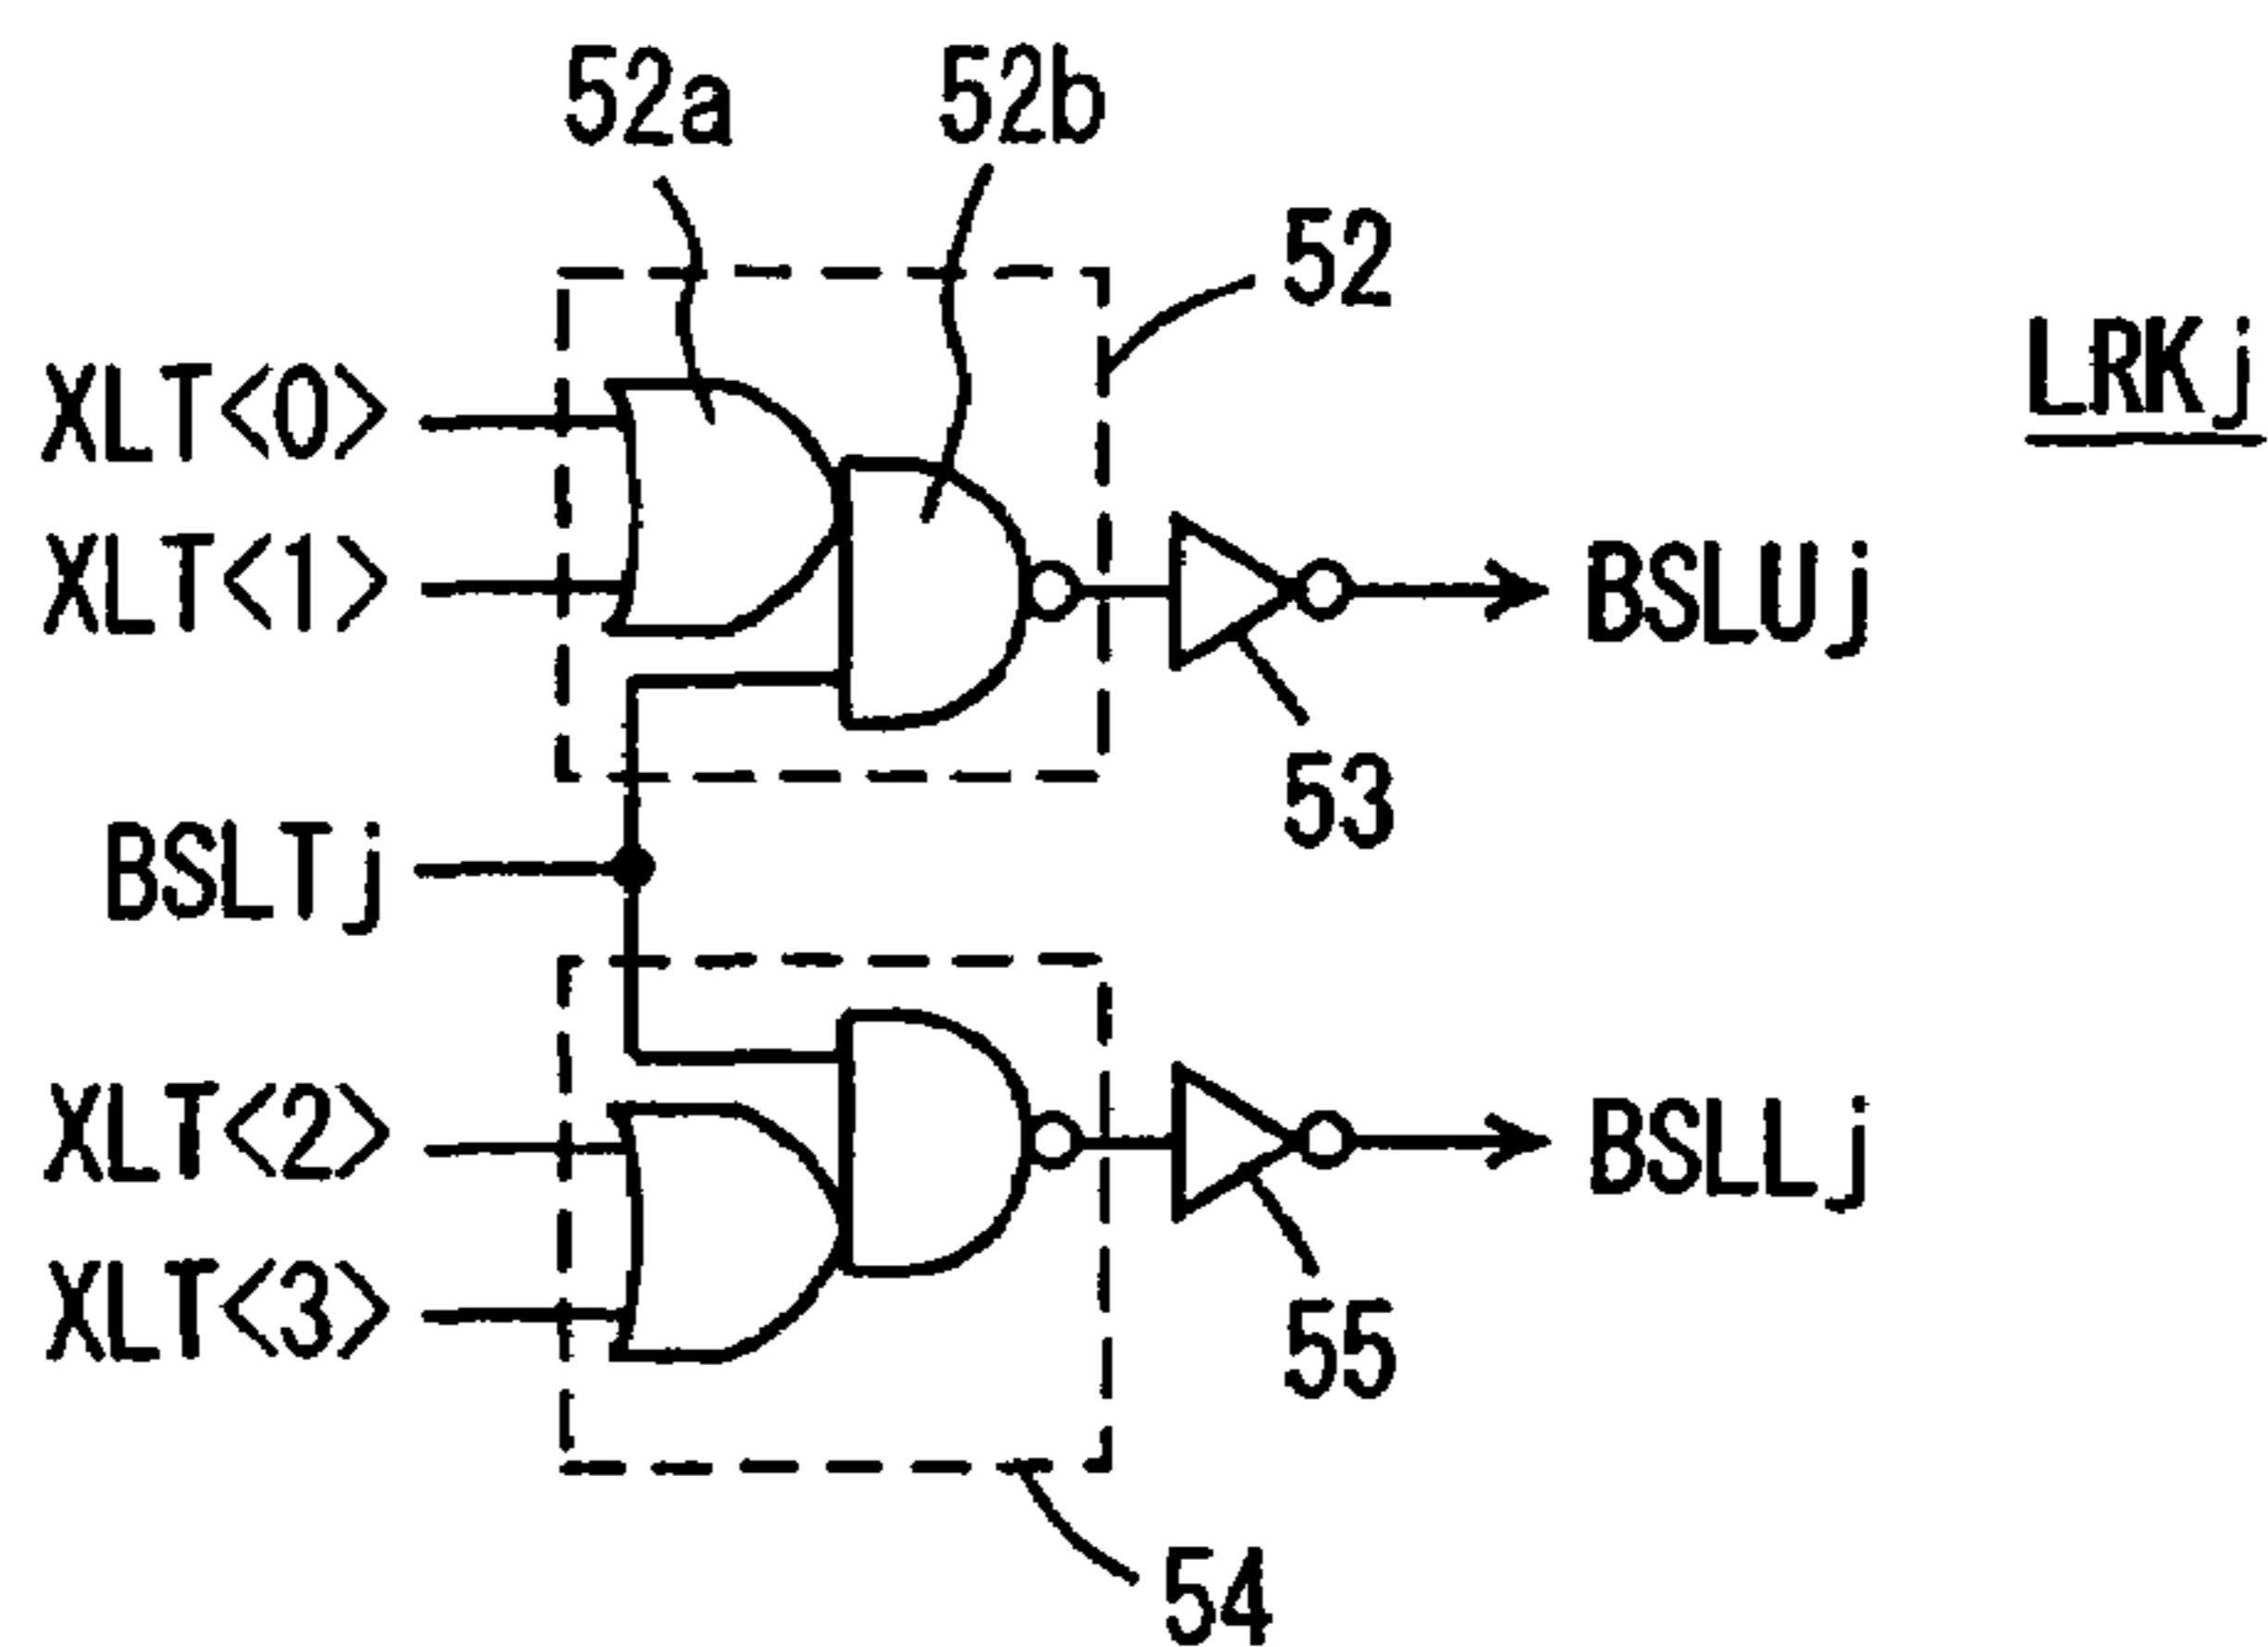 52a
52b
52
LRKj
XLT<0>
XLT<1>
BSLUj
53
BSLTj
XLT<2>
BSLLj
XLT<3>
55
54